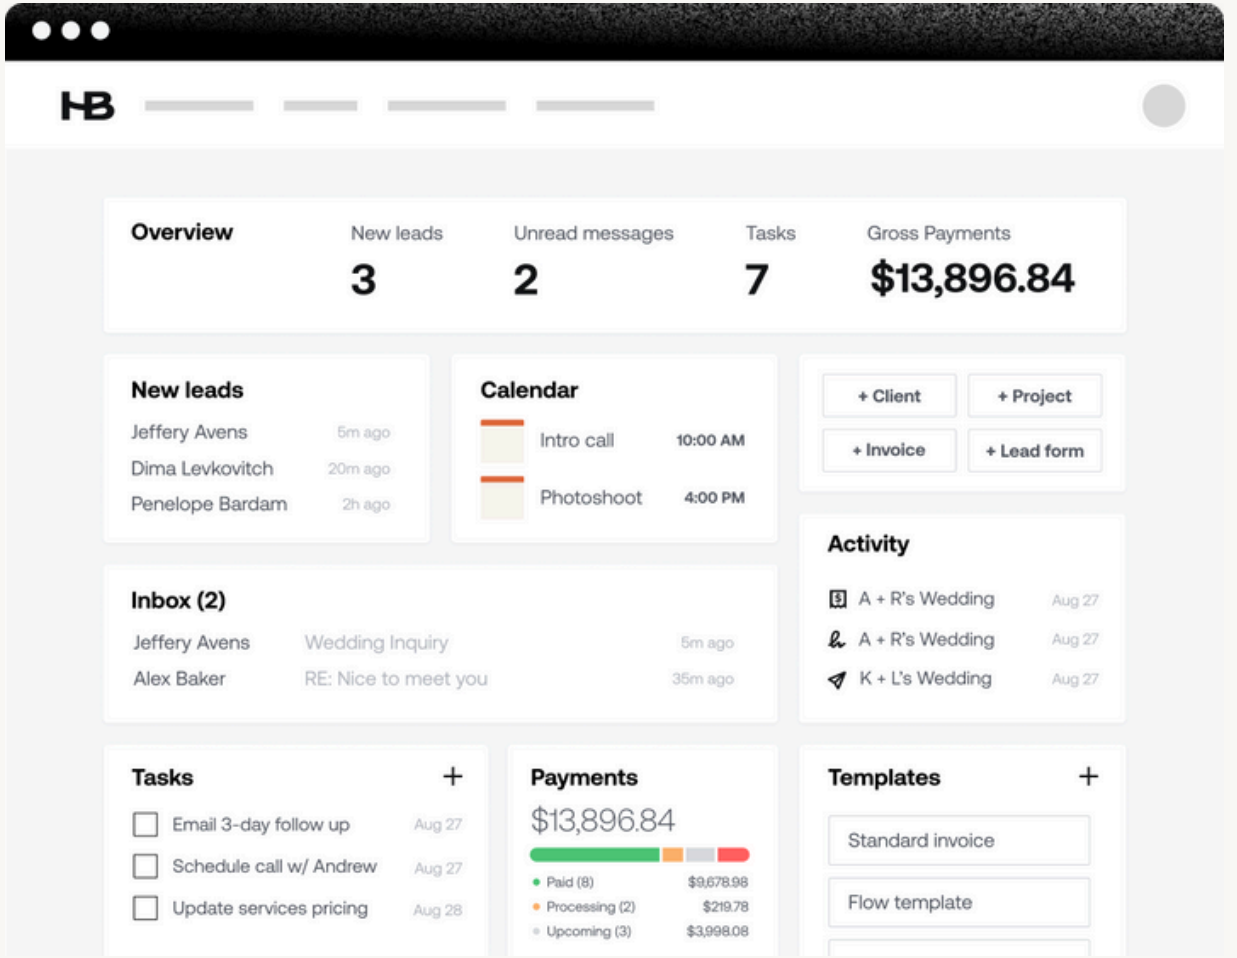 HB
Overview
New leads
Unread messages
Tasks
Gross Payments
3
2
7
$13,896.84
New leads
Jeffery Avens 5m ago
Dima Levkovitch 20m ago
Penelope Bardam 2h ago
Calendar
Intro call 10:00 AM
Photoshoot 4:00 PM
+ Client
+ Project
+ Invoice
+ Lead form
Activity
A + R's Wedding Aug 27
A + R's Wedding Aug 27
K + L's Wedding Aug 27
Inbox (2)
Jeffery Avens Wedding Inquiry 5m ago
Alex Baker RE: Nice to meet you 35m ago
Tasks +
Email 3-day follow up Aug 27
Schedule call w/ Andrew Aug 27
Update services pricing Aug 28
Payments
$13,896.84
Paid (8) $9,678.98
Processing (2) $219.78
Upcoming (3) $3,998.08
Templates +
Standard invoice
Flow template